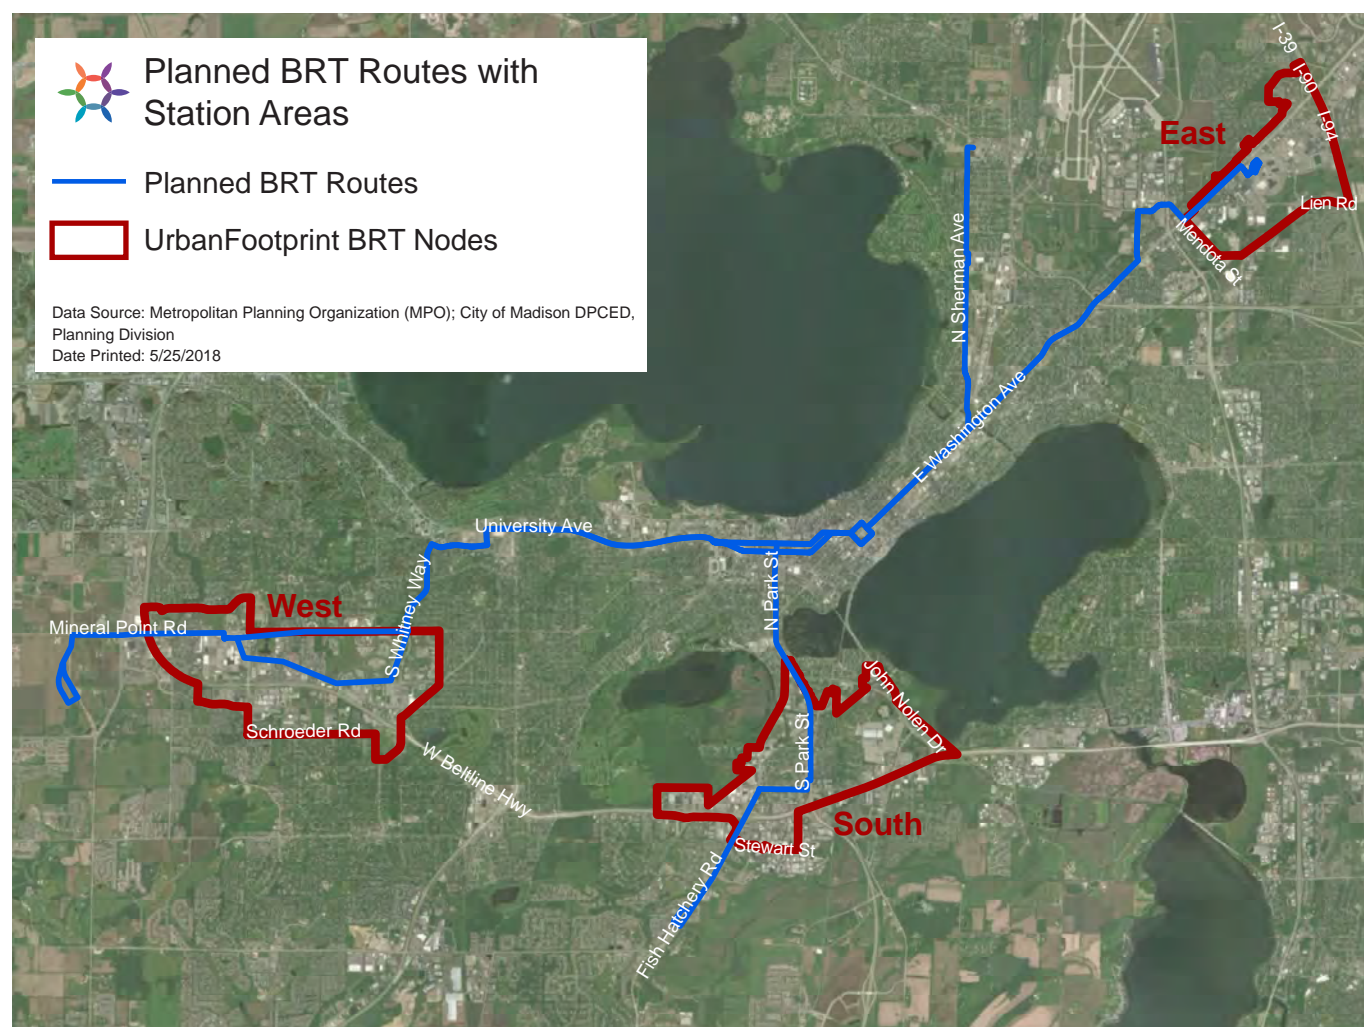 Planned BRT Routes with
Station Areas
Planned BRT Routes
UrbanFootprint BRT Nodes
Data Source: Metropolitan Planning Organization (MPO); City of Madison DPCED,
Planning Division
Date Printed: 5/25/2018
I-39
I-90
I-94
East
Lien Rd
Mendota St
N Sherman Ave
E Washington Ave
University Ave
N Park St
S Whitney Way
West
Mineral Point Rd
Schroeder Rd
W Beltline Hwy
John Nolen Dr
S Park St
South
Stewart St
Fish Hatchery Rd